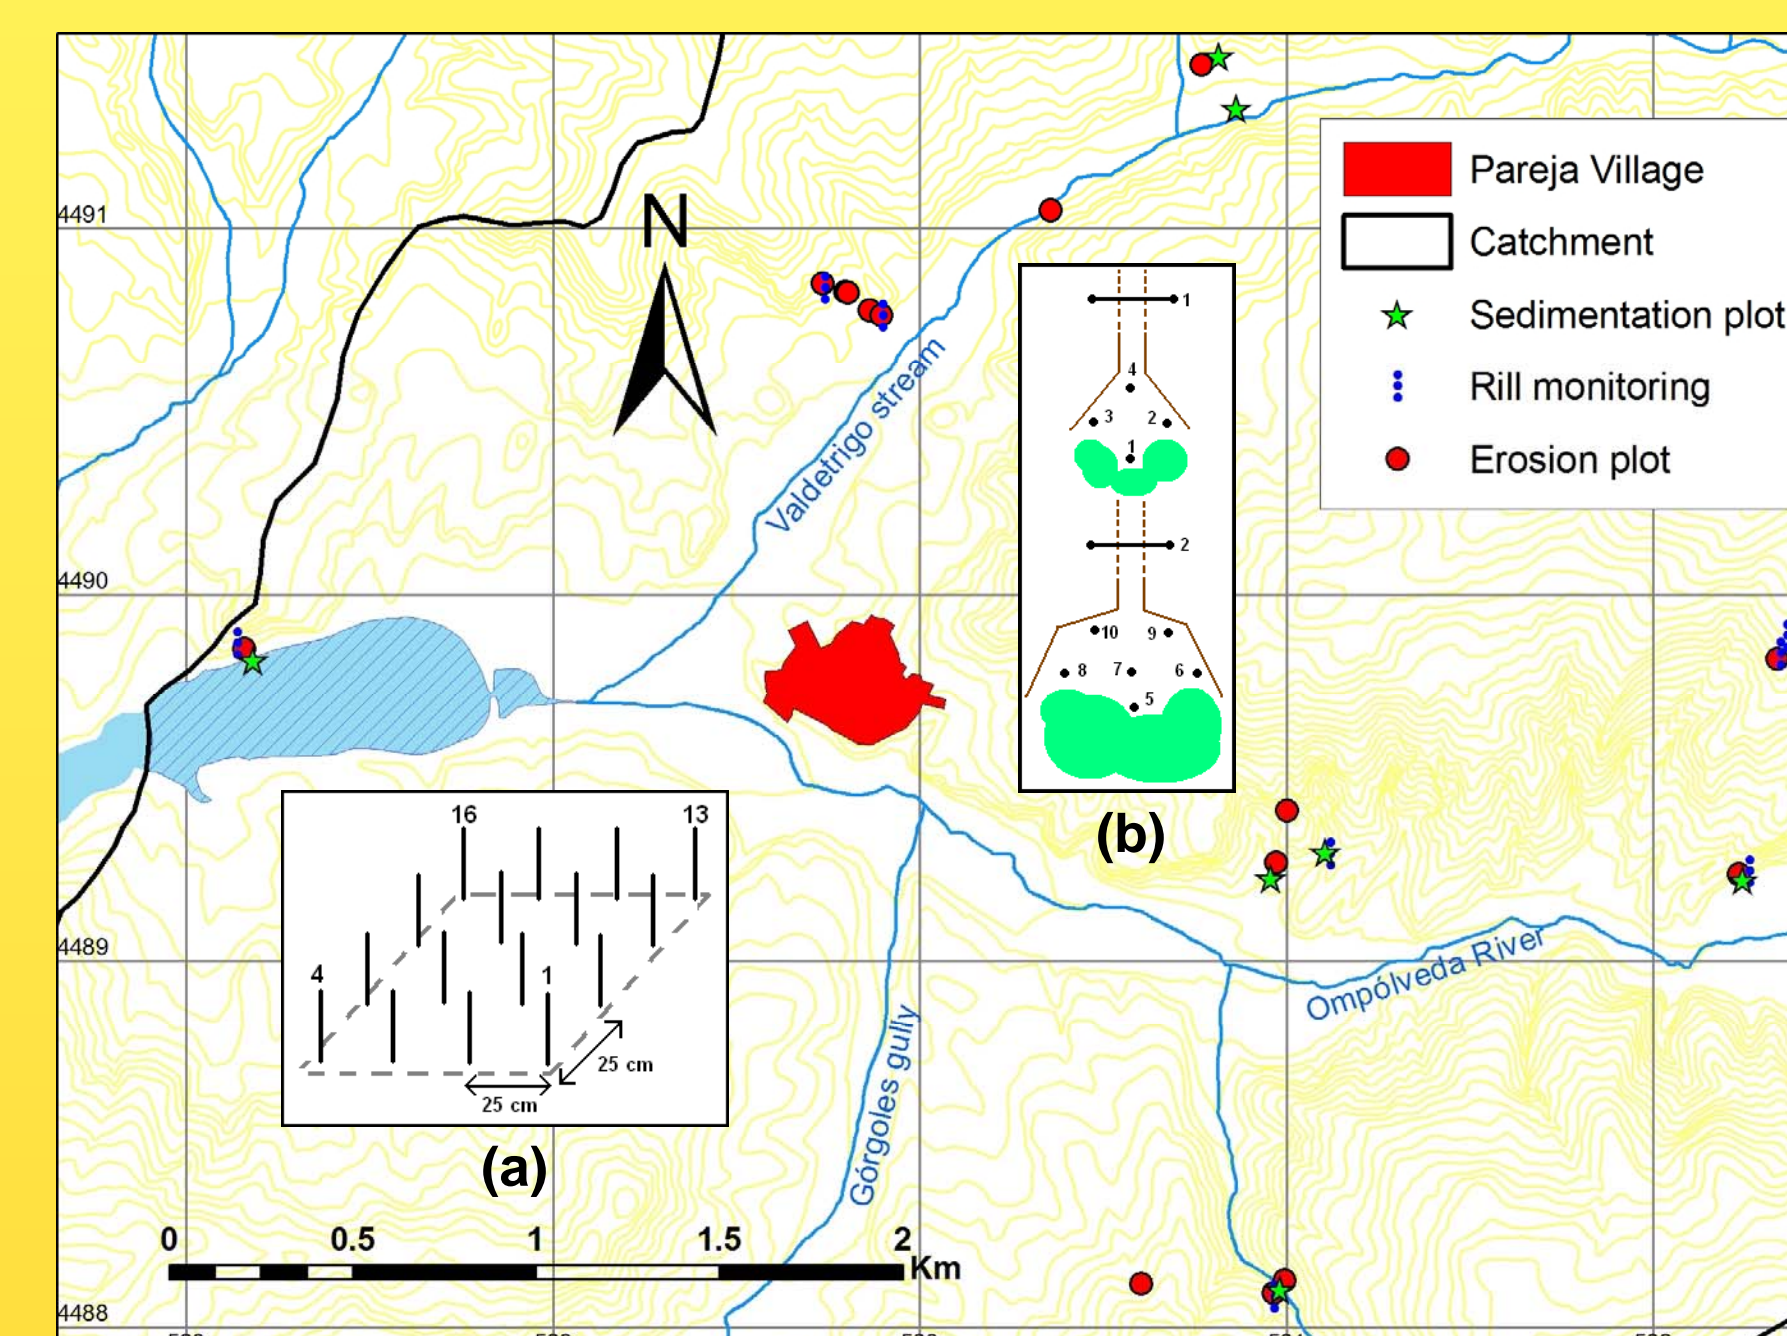 Pareja Village
Catchment
Sedimentation plot
Rill monitoring
Erosion plot
4491
4490
4489
4488
N
Valdetrigo stream
Ompólveda River
Górgoles gully
1
4
3
2
1
2
10
9
8
7
6
5
(b)
16
13
4
1
25 cm
25 cm
(a)
0
0.5
1
1.5
2
Km